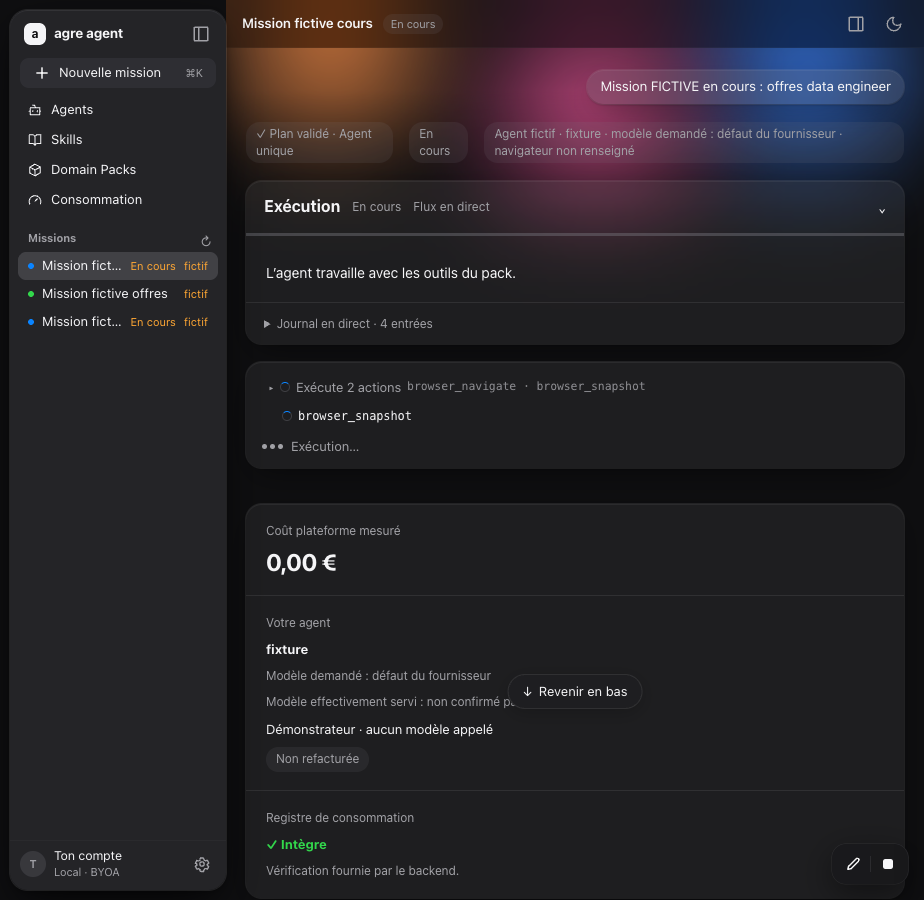 a agre agent
Nouvelle mission ⌘K
Agents
Skills
Domain Packs
Consommation
Missions
Mission fict... En cours fictif
Mission fictive offres fictif
Mission fict... En cours fictif
T
Ton compte
Local · BYOA
Mission fictive cours En cours
Mission FICTIVE en cours : offres data engineer
✓ Plan validé · Agent
unique
En
cours
Agent fictif · fixture · modèle demandé : défaut du fournisseur ·
navigateur non renseigné
Exécution En cours Flux en direct
L'agent travaille avec les outils du pack.
Journal en direct · 4 entrées
Exécute 2 actions browser_navigate · browser_snapshot
browser_snapshot
Exécution...
Coût plateforme mesuré
0,00 €
Votre agent
fixture
Modèle demandé : défaut du fournisseur
Modèle effectivement servi : non confirmé
↓ Revenir en bas
Démonstrateur · aucun modèle appelé
Non refacturée
Registre de consommation
✓ Intègre
Vérification fournie par le backend.